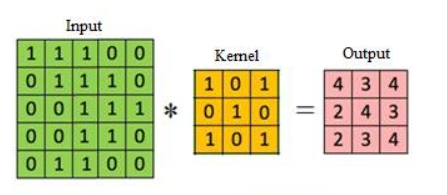 Input Kernel Output
1 1 1 0 0
0 1 1 1 0 1 0 1 4 3 4
0 0 1 1 1 * 0 1 0 = 2 4 3
0 0 1 1 0 1 0 1 2 3 4
0 1 1 0 0